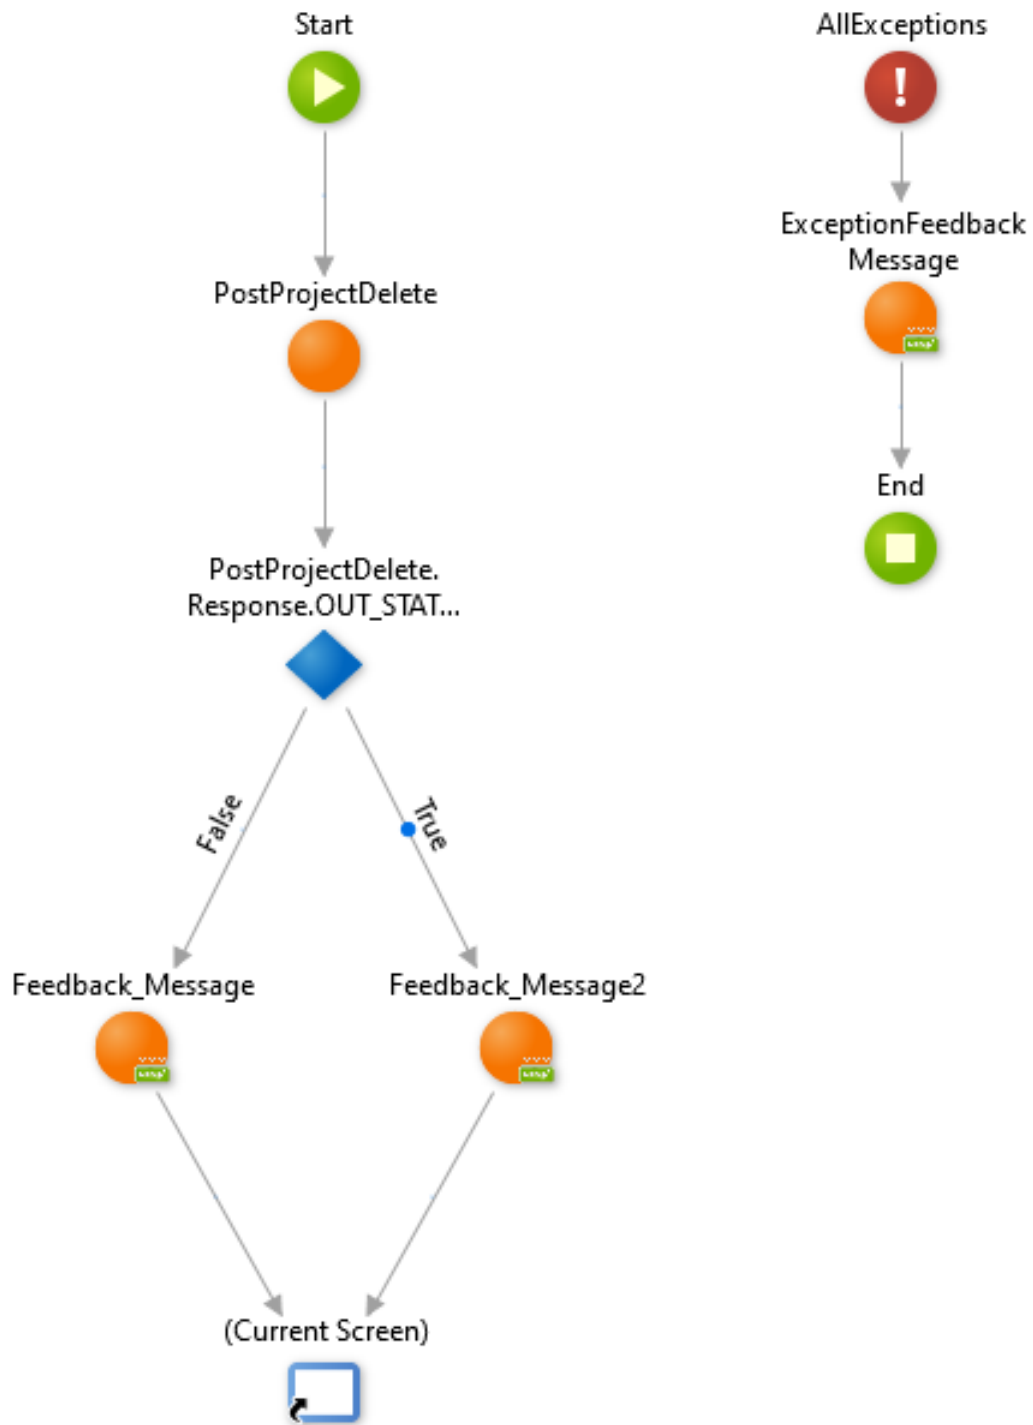 Start
PostProjectDelete
PostProjectDelete.
Response.OUT_STAT...
False
True
Feedback_Message
Feedback_Message2
(Current Screen)
AllExceptions
ExceptionFeedback
Message
End